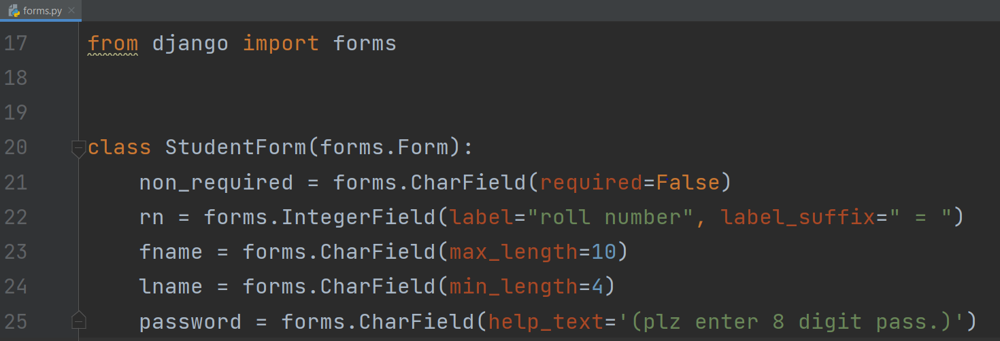 forms.py
17 from django import forms
18
19
20 class StudentForm(forms.Form):
21 non_required = forms.CharField(required=False)
22 rn = forms.IntegerField(label="roll number", label_suffix=" = ")
23 fname = forms.CharField(max_length=10)
24 lname = forms.CharField(min_length=4)
25 password = forms.CharField(help_text='(plz enter 8 digit pass.)')